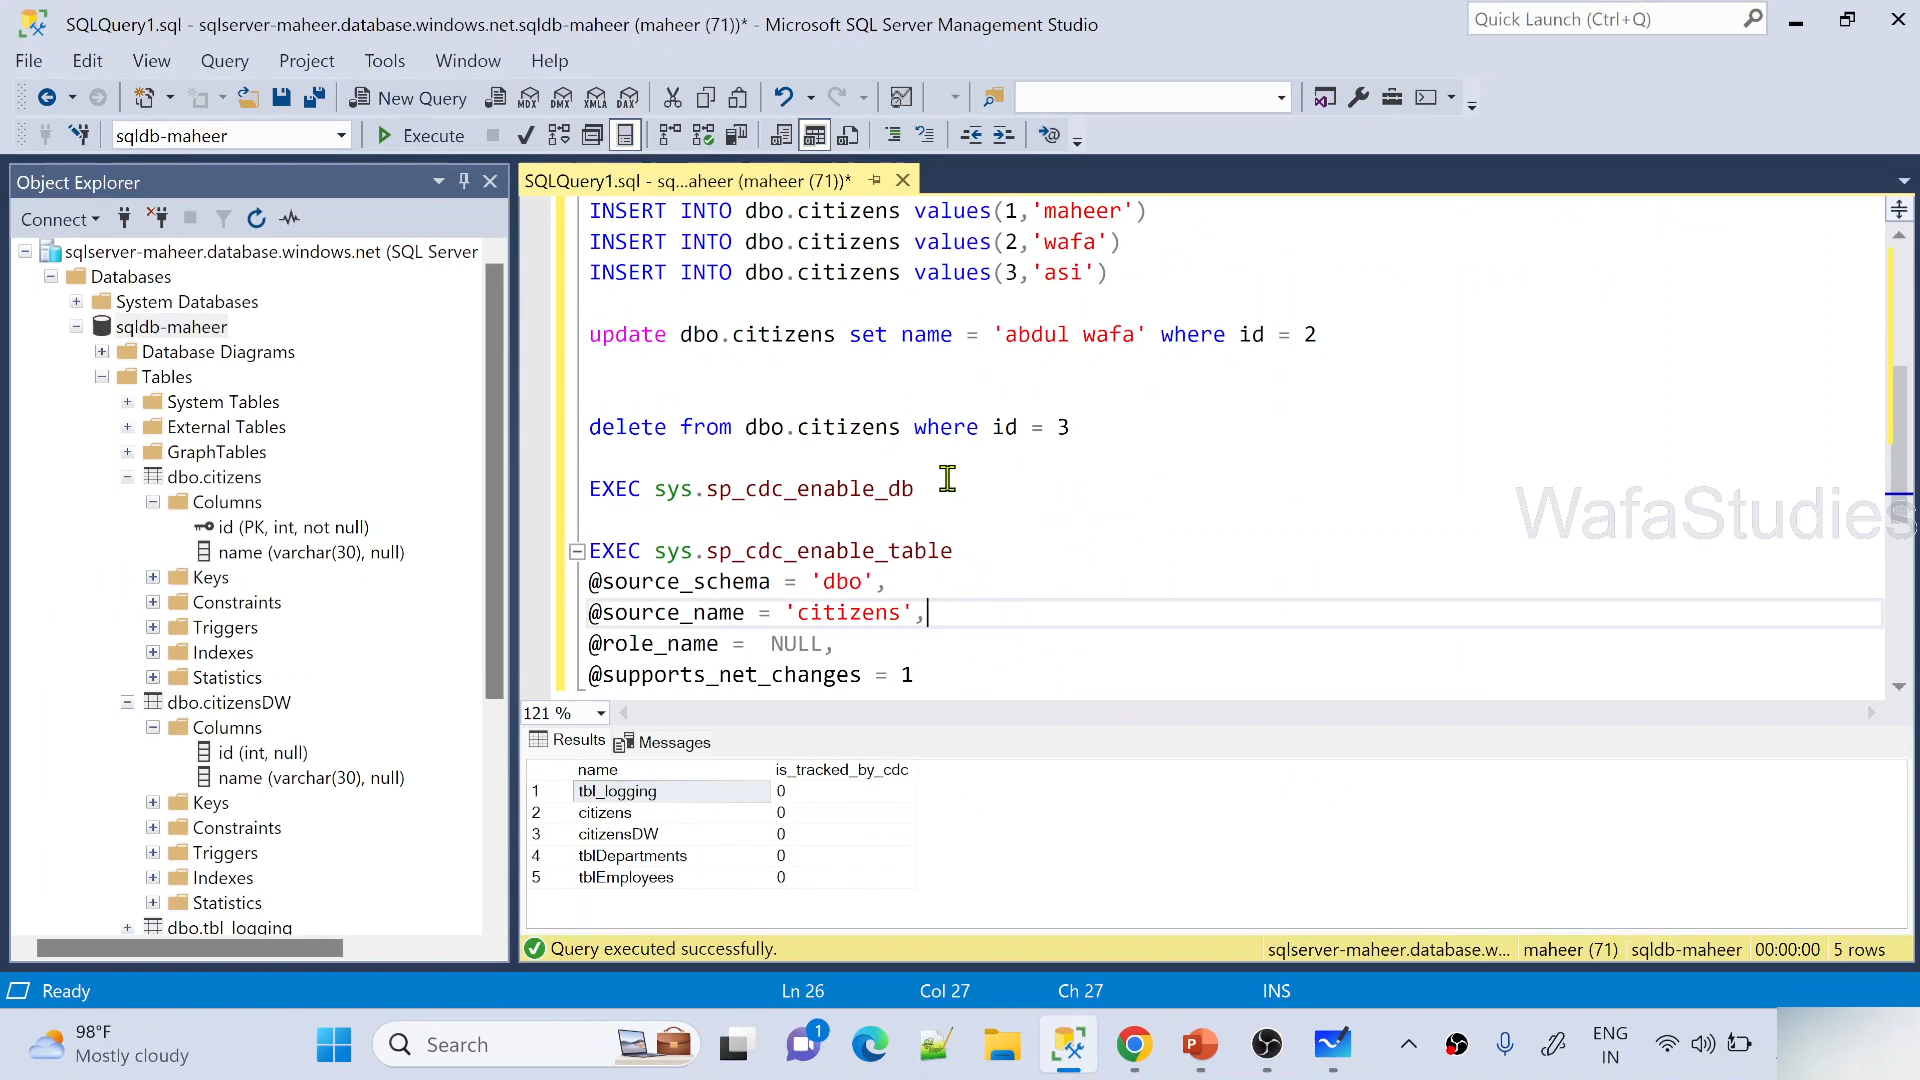 SQLQuery1.sql - sqlserver-maheer.database.windows.net.sqldb-maheer (maheer (71))* - Microsoft SQL Server Management Studio
Quick Launch (Ctrl+Q)
File Edit View Query Project Tools Window Help
New Query MDX DMX XMLA DAX
sqldb-maheer Execute
Object Explorer
Connect
sqlserver-maheer.database.windows.net (SQL Server
Databases
System Databases
sqldb-maheer
Database Diagrams
Tables
System Tables
External Tables
GraphTables
dbo.citizens
Columns
id (PK, int, not null)
name (varchar(30), null)
Keys
Constraints
Triggers
Indexes
Statistics
dbo.citizensDW
Columns
id (int, null)
name (varchar(30), null)
Keys
Constraints
Triggers
Indexes
Statistics
dbo.tbl_logging
SQLQuery1.sql - sq...aheer (maheer (71))*
INSERT INTO dbo.citizens values(1,'maheer')
INSERT INTO dbo.citizens values(2,'wafa')
INSERT INTO dbo.citizens values(3,'asi')
update dbo.citizens set name = 'abdul wafa' where id = 2
delete from dbo.citizens where id = 3
EXEC sys.sp_cdc_enable_db
EXEC sys.sp_cdc_enable_table
@source_schema = 'dbo',
@source_name = 'citizens',
@role_name = NULL,
@supports_net_changes = 1
WafaStudies
121 %
Results Messages
name is_tracked_by_cdc
1 tbl_logging 0
2 citizens 0
3 citizensDW 0
4 tblDepartments 0
5 tblEmployees 0
Query executed successfully. sqlserver-maheer.database.w... maheer (71) sqldb-maheer 00:00:00 5 rows
Ready Ln 26 Col 27 Ch 27 INS
98°F
Mostly cloudy
Search
1
ENG
IN